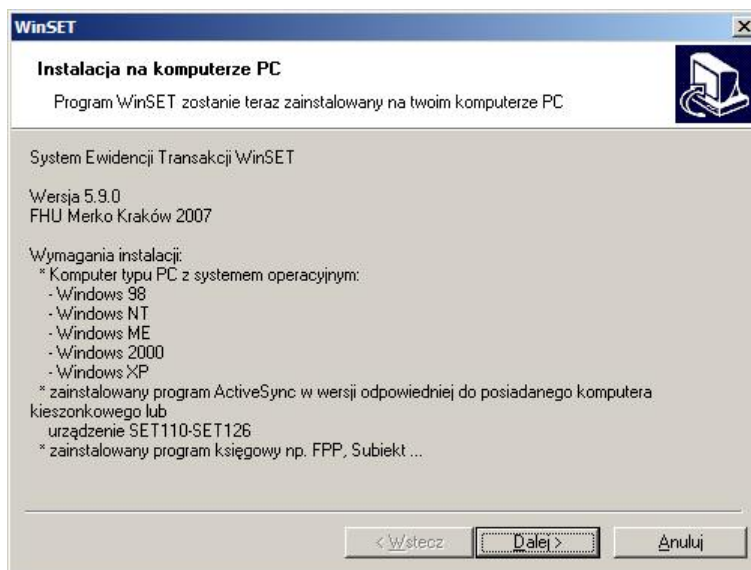 WinSET
Instalacja na komputerze PC
Program WinSET zostanie teraz zainstalowany na twoim komputerze PC
System Ewidencji Transakcji WinSET
Wersja 5.9.0
FHU Merko Kraków 2007
Wymagania instalacji:
* Komputer typu PC z systemem operacyjnym:
- Windows 98
- Windows NT
- Windows ME
- Windows 2000
- Windows XP
* zainstalowany program ActiveSync w wersji odpowiedniej do posiadanego komputera
kieszonkowego lub
urządzenie SET110-SET126
* zainstalowany program księgowy np. FPP, Subiekt ...
< Wstecz
Dalej >
Anuluj